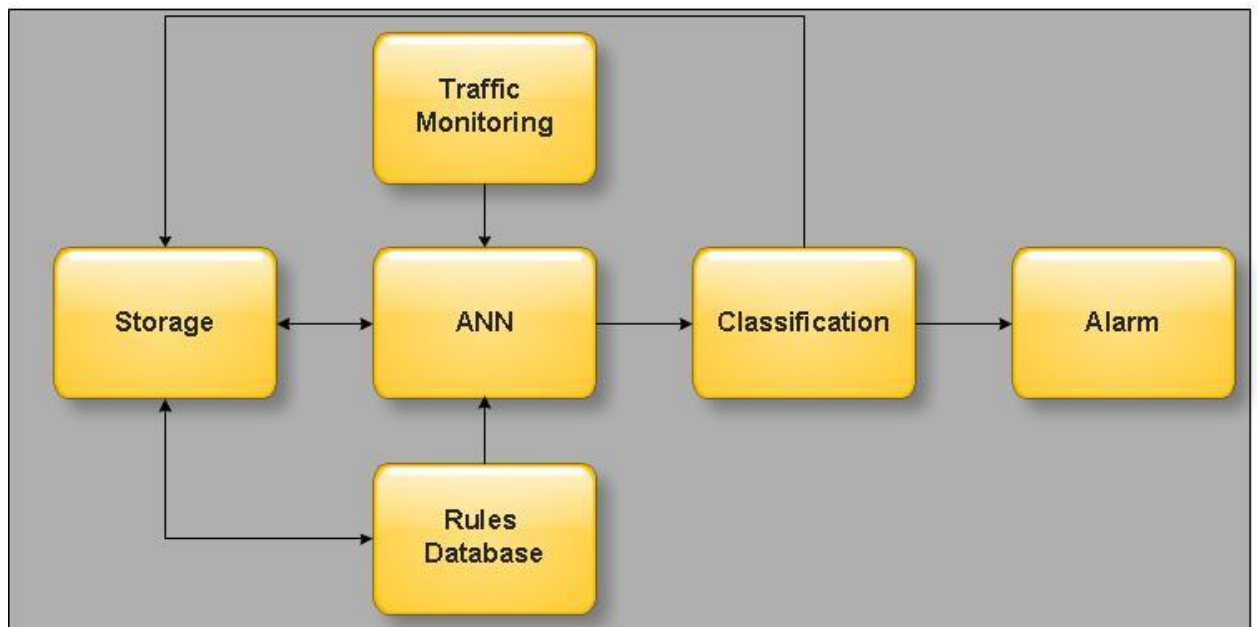 Traffic
Monitoring
Storage
ANN
Classification
Alarm
Rules
Database